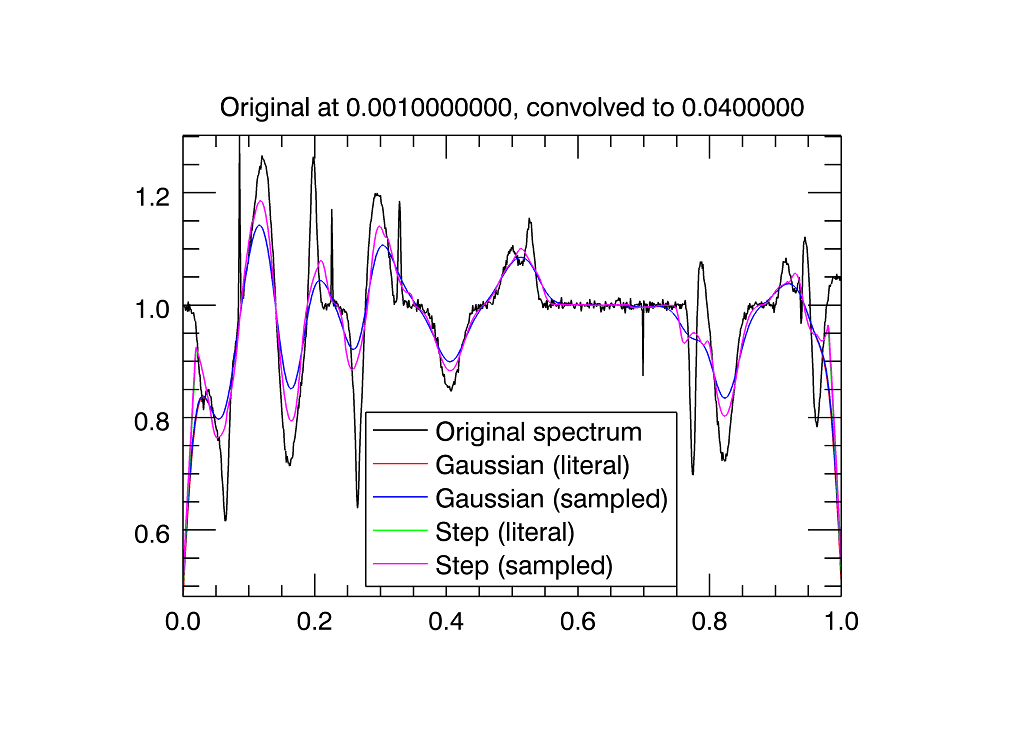 Original at 0.0010000000, convolved to 0.0400000
1.2
1.0
0.8
0.6
Original spectrum
Gaussian (literal)
Gaussian (sampled)
Step (literal)
Step (sampled)
0.0 0.2 0.4 0.6 0.8 1.0